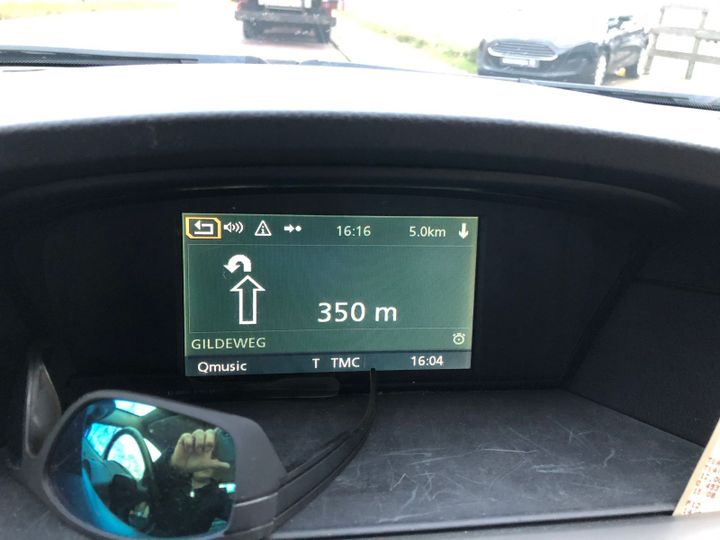 16:16 5.0km
350 m
GILDEWEG
Qmusic T TMC 16:04